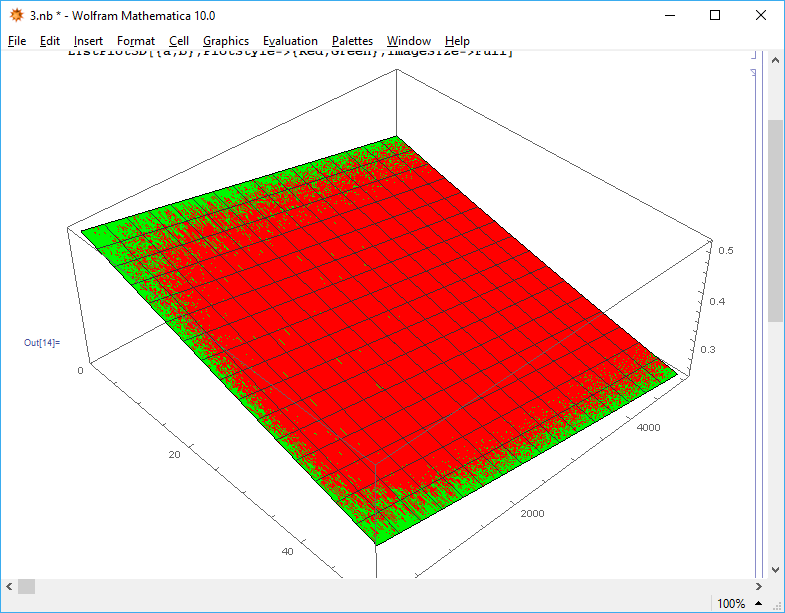 3.nb * - Wolfram Mathematica 10.0
File Edit Insert Format Cell Graphics Evaluation Palettes Window Help
ListPlot3D[{a,b},PlotStyle->{Red,Green},ImageSize->Full]
0.5
0.4
0.3
Out[14]=
0
4000
20
2000
40
100%